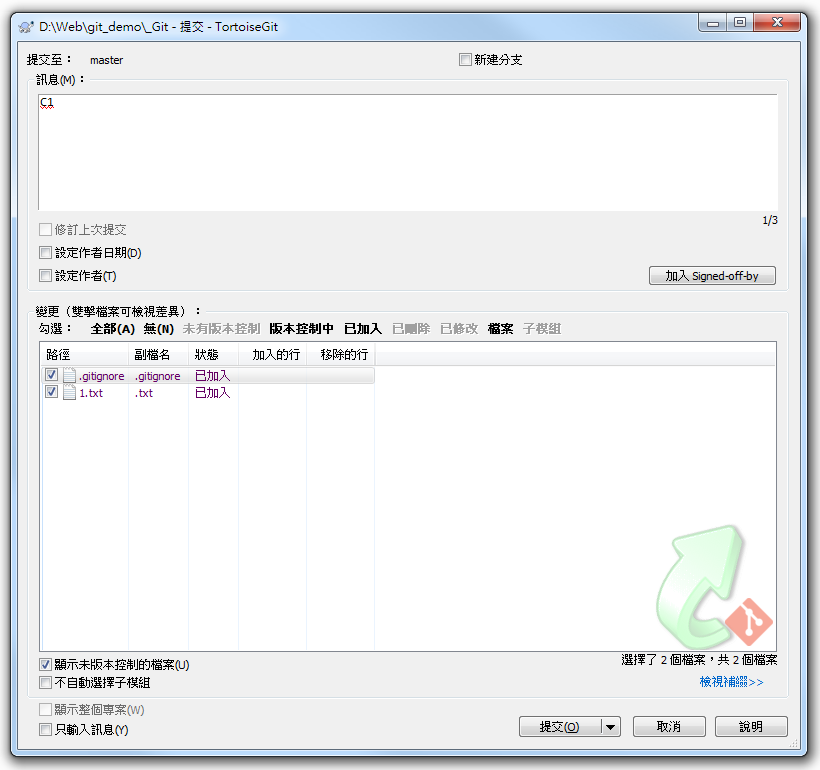 D:\Web\git_demo\_Git - 提交 - TortoiseGit
提交至： master 新建分支
訊息(M)：
C1
1/3
修訂上次提交
設定作者日期(D)
設定作者(T) 加入 Signed-off-by
變更（雙擊檔案可檢視差異）：
勾選： 全部(A) 無(N) 未有版本控制 版本控制中 已加入 已刪除 已修改 檔案 子模組
路徑 副檔名 狀態 加入的行 移除的行
.gitignore .gitignore 已加入
1.txt .txt 已加入
顯示未版本控制的檔案(U) 選擇了 2 個檔案，共 2 個檔案
不自動選擇子模組 檢視補綴>>
顯示整個專案(W)
只輸入訊息(Y) 提交(O) 取消 說明